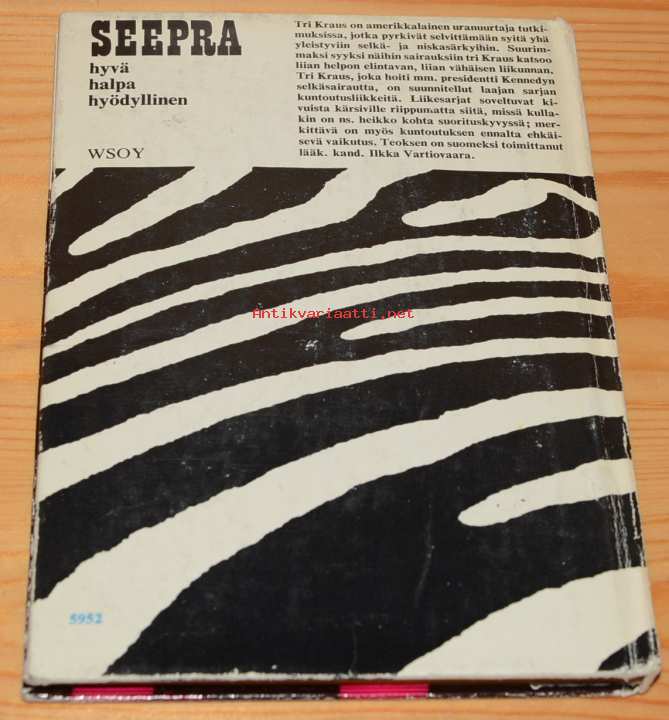 SEEPRA
hyvä
halpa
hyödyllinen
WSOY
Tri Kraus on amerikkalainen uranuurtaja tutki-
muksissa, jotka pyrkivät selvittämään syitä yhä
yleistyviin selkä- ja niskasärkyihin. Suurim-
maksi syyksi näihin sairauksiin tri Kraus katsoo
liian helpon elintavan, liian vähäisen liikunnan.
Tri Kraus, joka hoiti mm. presidentti Kennedyn
selkäsairautta, on suunnitellut laajan sarjan
kuntoutusliikkeitä. Liikesarjat soveltuvat ki-
vuista kärsiville riippumatta siitä, missä kulla-
kin on ns. heikko kohta suorituskyvyssä; mer-
kittävä on myös kuntoutuksen ennalta ehkäi-
sevä vaikutus. Teoksen on suomeksi toimittanut
lääk. kand. Ilkka Vartiovaara.
Antikvariaatti.net
5952